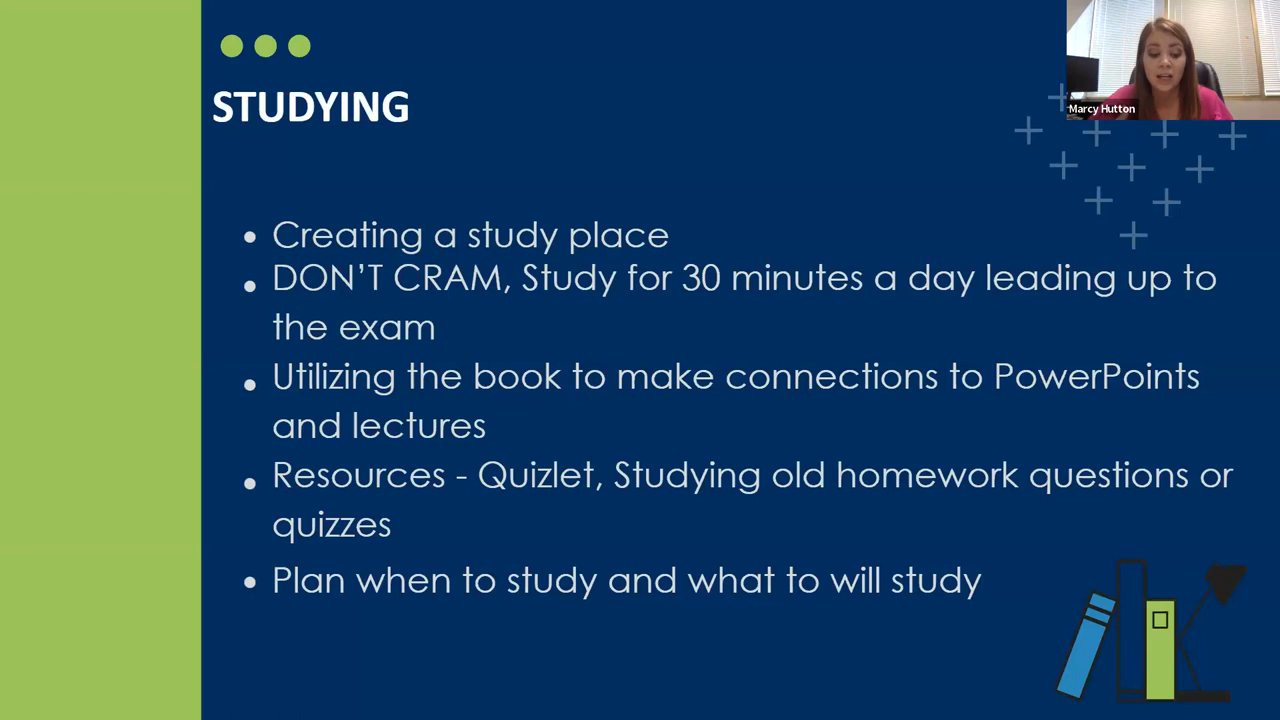 Marcy Hutton
STUDYING
• Creating a study place
• DON'T CRAM, Study for 30 minutes a day leading up to
the exam
• Utilizing the book to make connections to PowerPoints
and lectures
• Resources - Quizlet, Studying old homework questions or
quizzes
• Plan when to study and what to will study